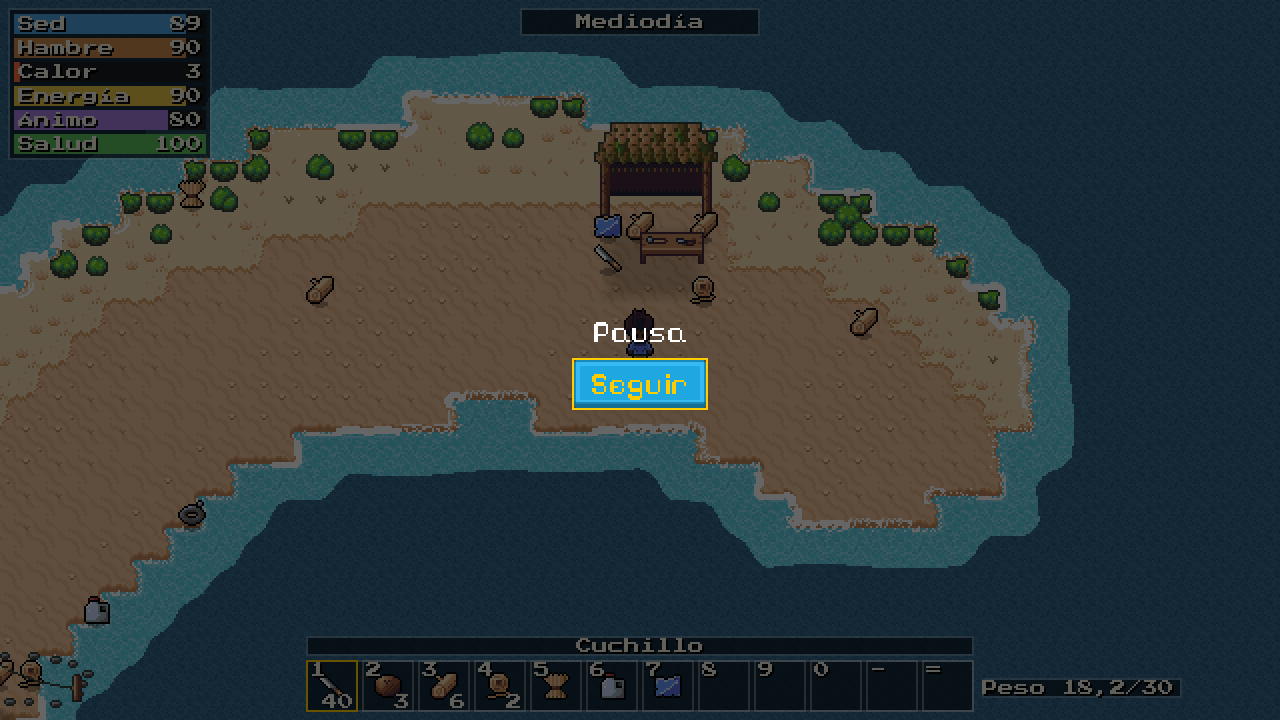 Sed 89
Hambre 90
Calor 3
Energía 90
Ánimo 80
Salud 100
Mediodía
Pausa
Seguir
Cuchillo
1 2 3 4 5 6 7 8 9 0 - =
40 3 6 2
Peso 18,2/30